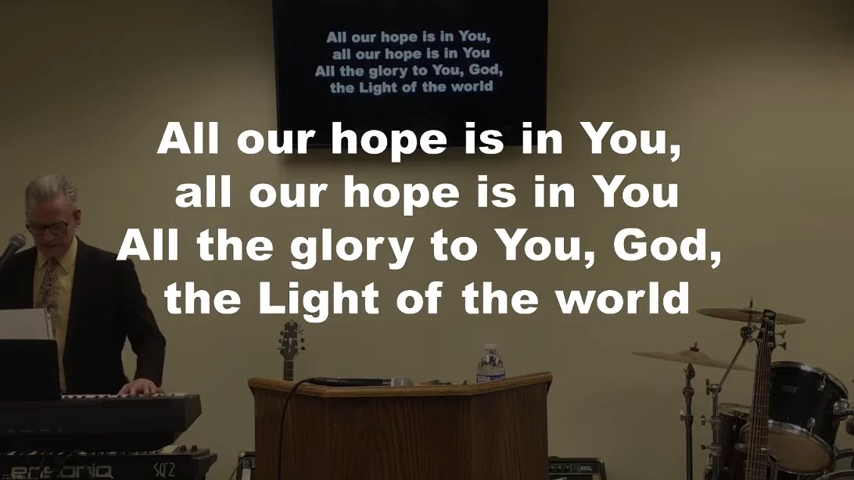 All our hope is in You,
all our hope is in You
All the glory to You, God,
the Light of the world
All our hope is in You,
all our hope is in You
All the glory to You, God,
the Light of the world
ensoniq SQ2